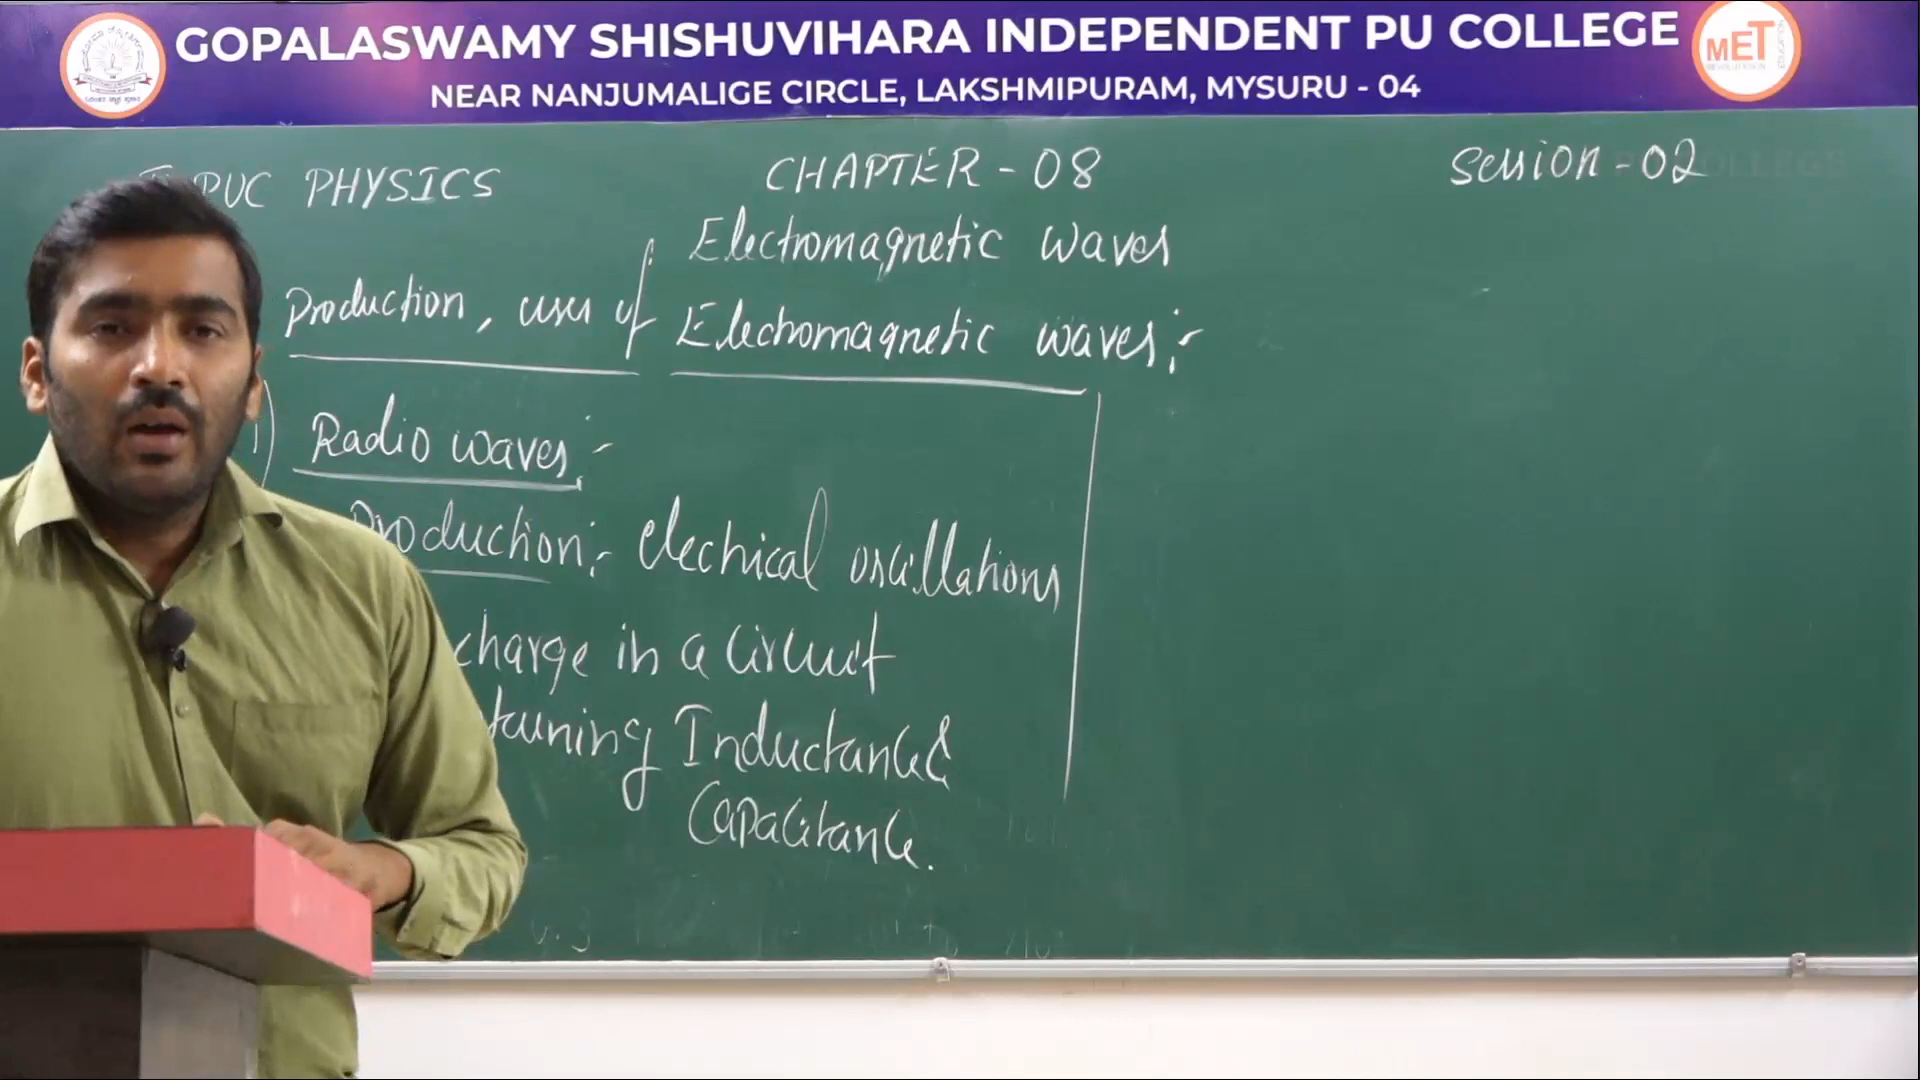 GOPALASWAMY SHISHUVIHARA INDEPENDENT PU COLLEGE
NEAR NANJUMALIGE CIRCLE, LAKSHMIPURAM, MYSURU - 04
MET
PUC PHYSICS
CHAPTER - 08
Session - 02
Electromagnetic waves
Production, uses of Electromagnetic waves:-
1) Radio waves:-
Production:- electrical oscillations
charge in a circuit
Inductance &
Capacitance.